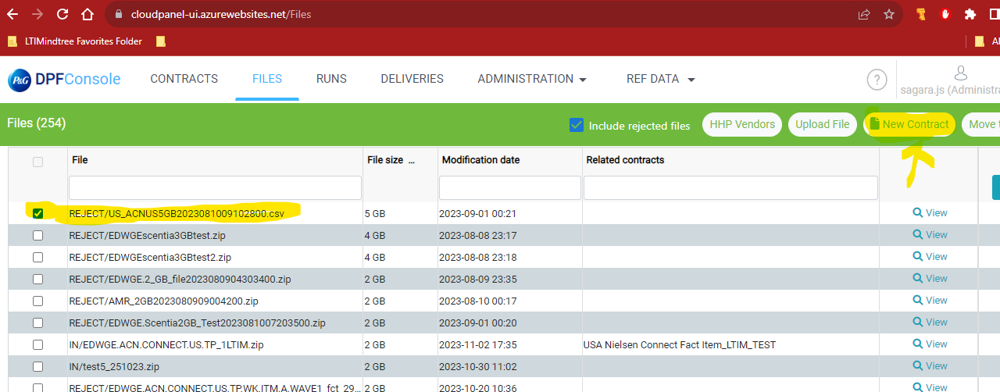 cloudpanel-ui.azurewebsites.net/Files
LTIMindtree Favorites Folder
Al
P&G DPFConsole CONTRACTS FILES RUNS DELIVERIES ADMINISTRATION REF DATA ?
sagara.js (Administra
Files (254) Include rejected files HHP Vendors Upload File New Contract Move t
File File size ... Modification date Related contracts
REJECT/US_ACNUS5GB2023081009102800.csv 5 GB 2023-09-01 00:21 View
REJECT/EDWGEscentia3GBtest.zip 4 GB 2023-08-08 23:17 View
REJECT/EDWGEscentia3GBtest2.zip 4 GB 2023-08-08 23:18 View
REJECT/EDWGE.2_GB_file2023080904303400.zip 2 GB 2023-08-09 23:35 View
REJECT/AMR_2GB2023080909004200.zip 2 GB 2023-08-10 00:17 View
REJECT/EDWGE.Scentia2GB_Test2023081007203500.zip 2 GB 2023-09-01 00:20 View
IN/EDWGE.ACN.CONNECT.US.TP_1LTIM.zip 2 GB 2023-11-02 17:35 USA Nielsen Connect Fact Item_LTIM_TEST View
IN/test5_251023.zip 2 GB 2023-10-30 11:02 View
REJECT/EDWGE.ACN.CONNECT.US.TP.WK.ITM.A.WAVE1_fct_29... 2 GB 2023-10-20 10:36 View